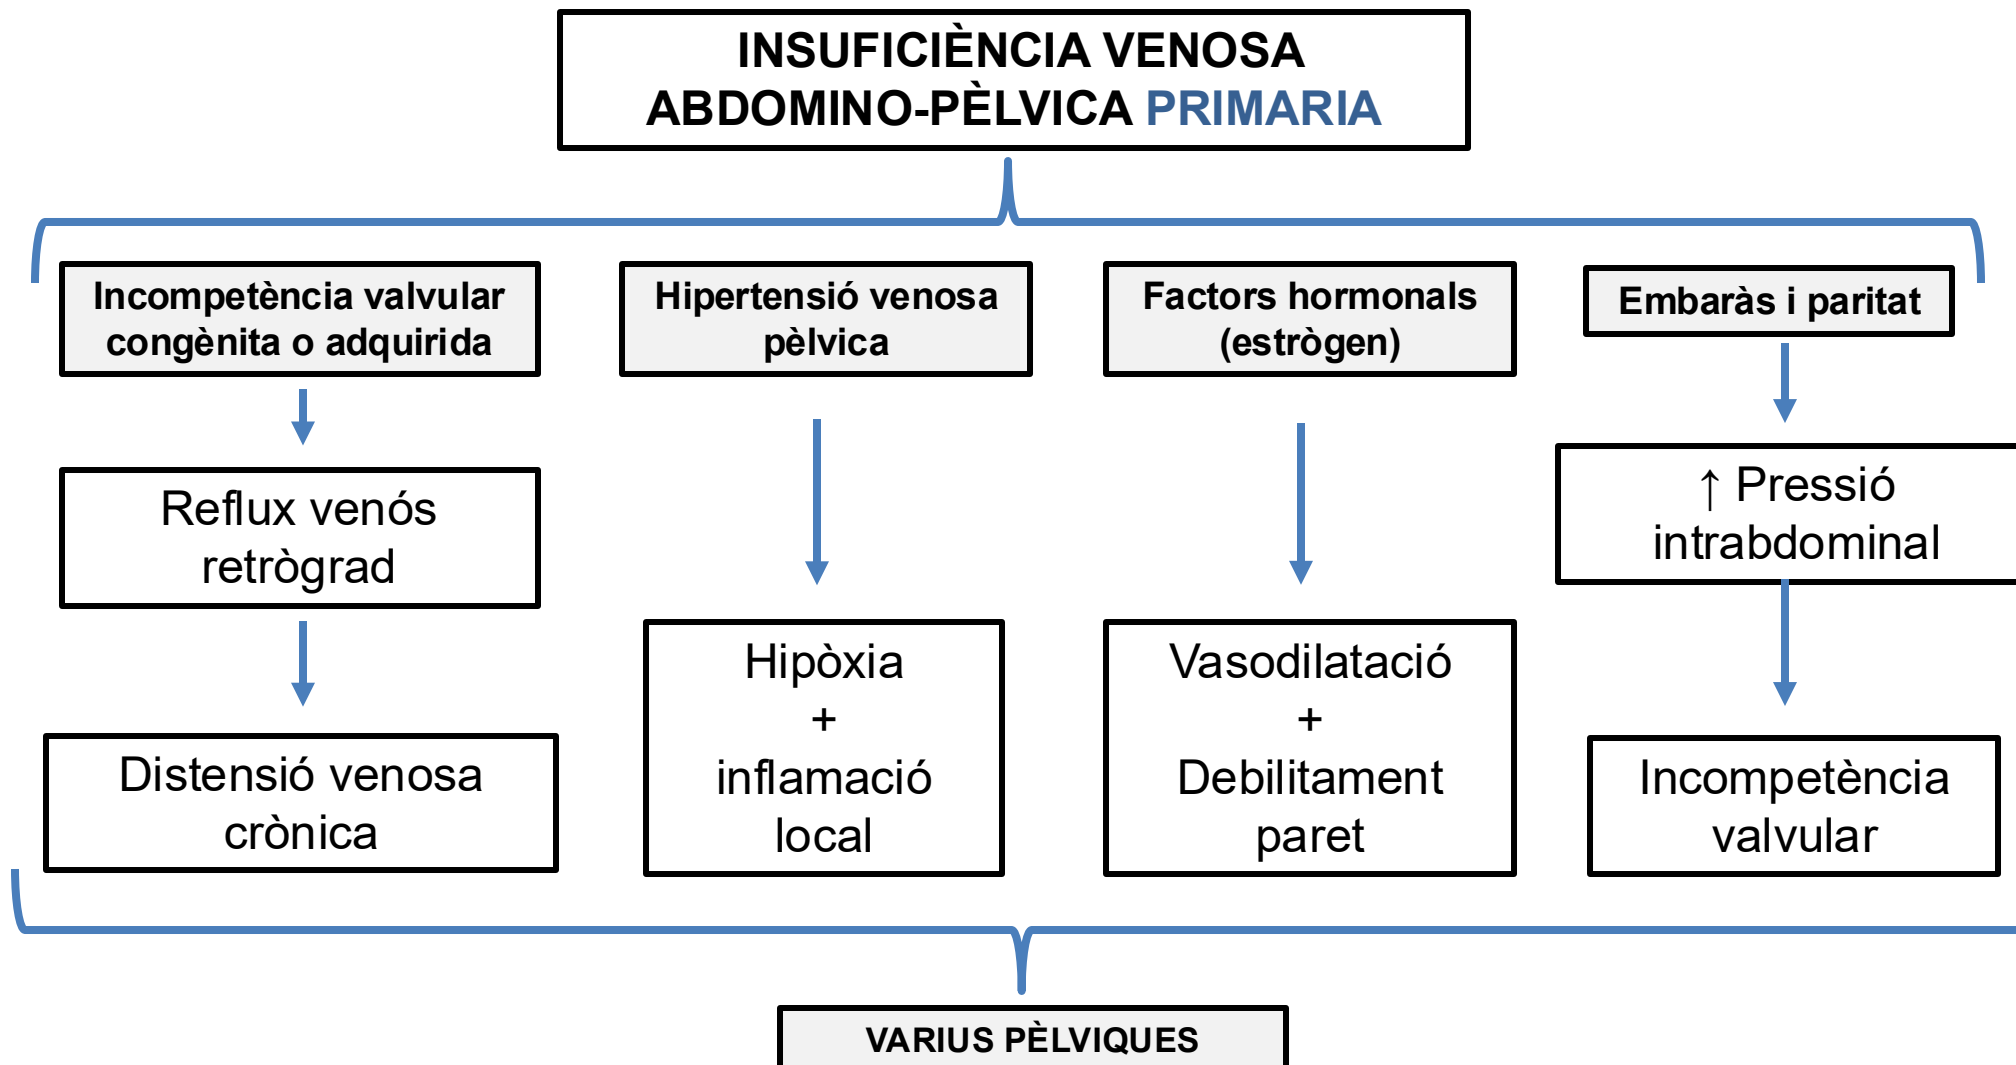 INSUFICIÈNCIA VENOSA
ABDOMINO-PÈLVICA PRIMARIA
Incompetència valvular
congènita o adquirida
Hipertensió venosa
pèlvica
Factors hormonals
(estrògen)
Embaràs i paritat
Reflux venós
retrògrad
↑ Pressió
intrabdominal
Hipòxia
+
inflamació
local
Vasodilatació
+
Debilitament
paret
Distensió venosa
crònica
Incompetència
valvular
VARIUS PÈLVIQUES